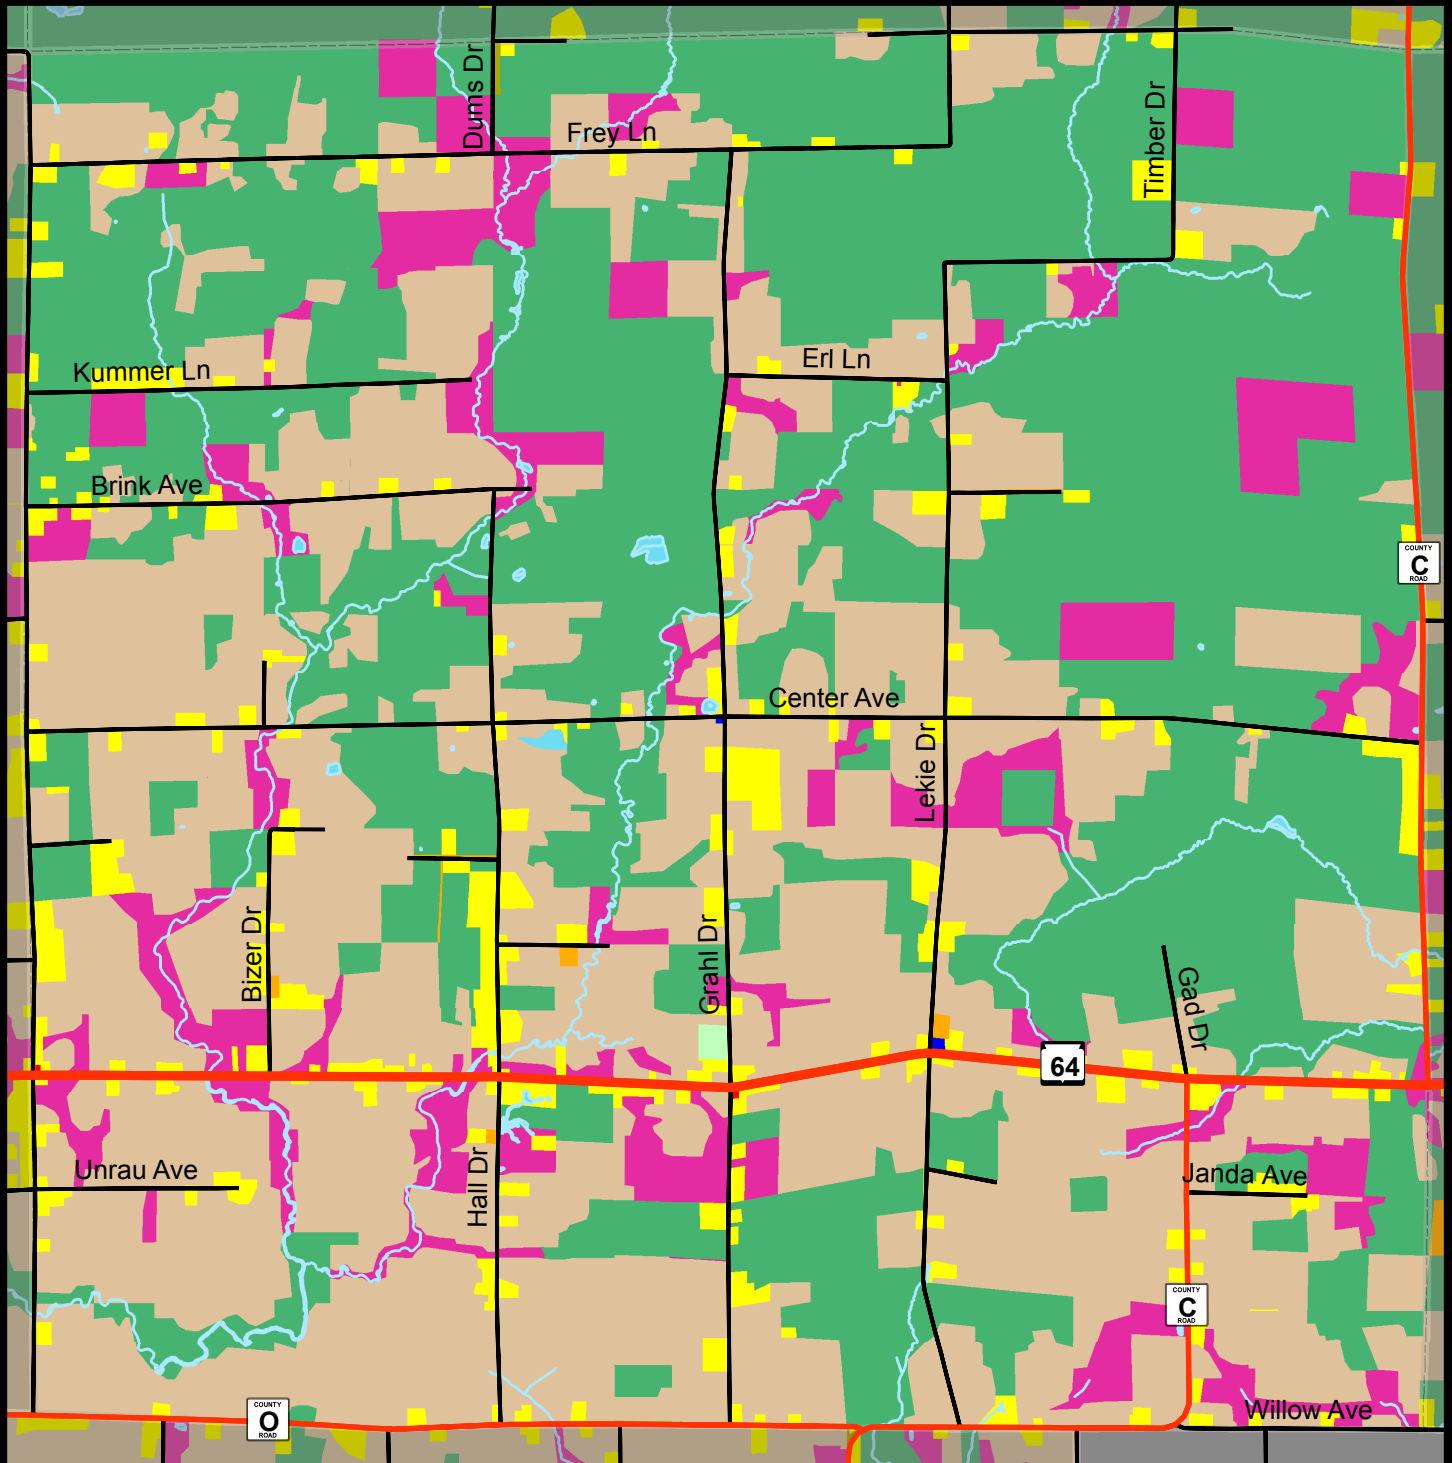 Dums Dr
Frey Ln
Timber Dr
Erl Ln
Kummer Ln
Brink Ave
COUNTY
C
ROAD
Center Ave
Lekie Dr
Bizer Dr
Grahl Dr
Gad Dr
64
Unrau Ave
Hall Dr
Janda Ave
COUNTY
C
ROAD
COUNTY
O
ROAD
Willow Ave